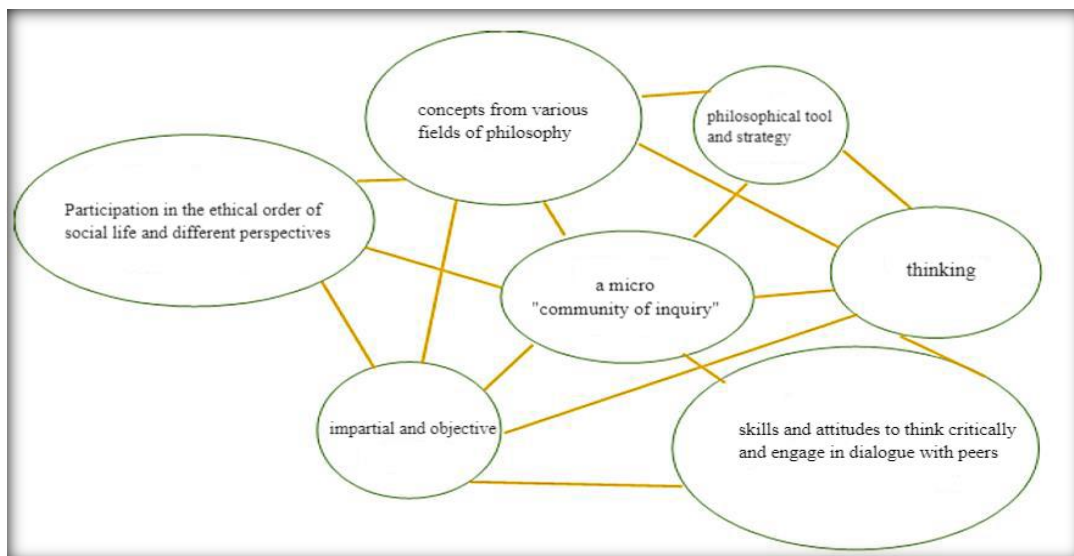 concepts from various
fields of philosophy
philosophical tool
and strategy
Participation in the ethical order of
social life and different perspectives
a micro
"community of inquiry"
thinking
impartial and objective
skills and attitudes to think critically
and engage in dialogue with peers